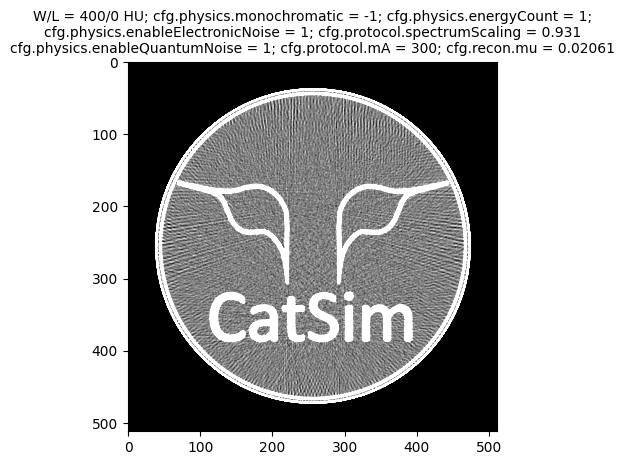 W/L = 400/0 HU; cfg.physics.monochromatic = -1; cfg.physics.energyCount = 1;
cfg.physics.enableElectronicNoise = 1; cfg.protocol.spectrumScaling = 0.931
cfg.physics.enableQuantumNoise = 1; cfg.protocol.mA = 300; cfg.recon.mu = 0.02061
0
100
200
300
400
500
CatSim
0 100 200 300 400 500